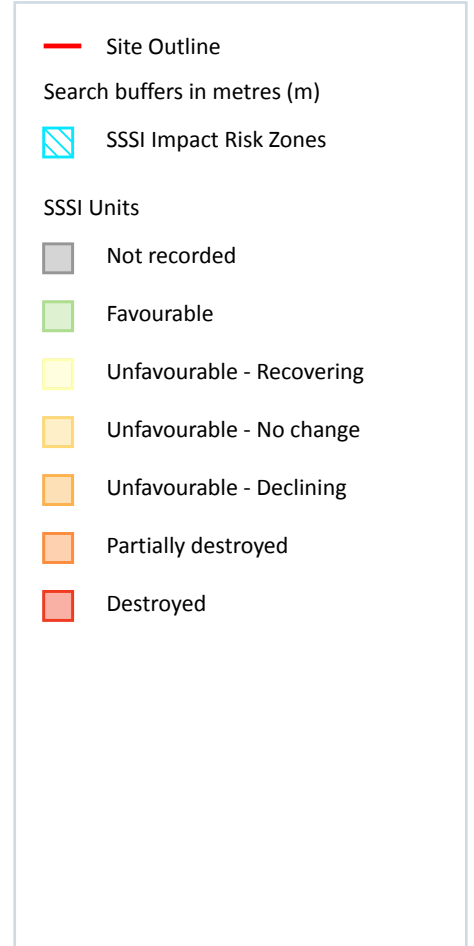 Site Outline
Search buffers in metres (m)
SSSI Impact Risk Zones
SSSI Units
Not recorded
Favourable
Unfavourable - Recovering
Unfavourable - No change
Unfavourable - Declining
Partially destroyed
Destroyed